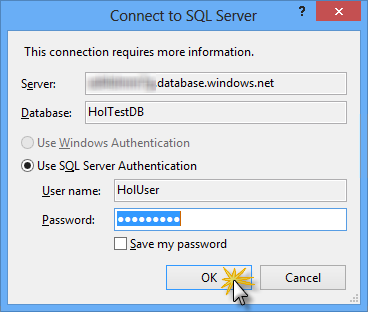 Connect to SQL Server
?
This connection requires more information.
Server: .database.windows.net
Database: HolTestDB
Use Windows Authentication
Use SQL Server Authentication
User name: HolUser
Password: ●●●●●●●●●
Save my password
OK Cancel